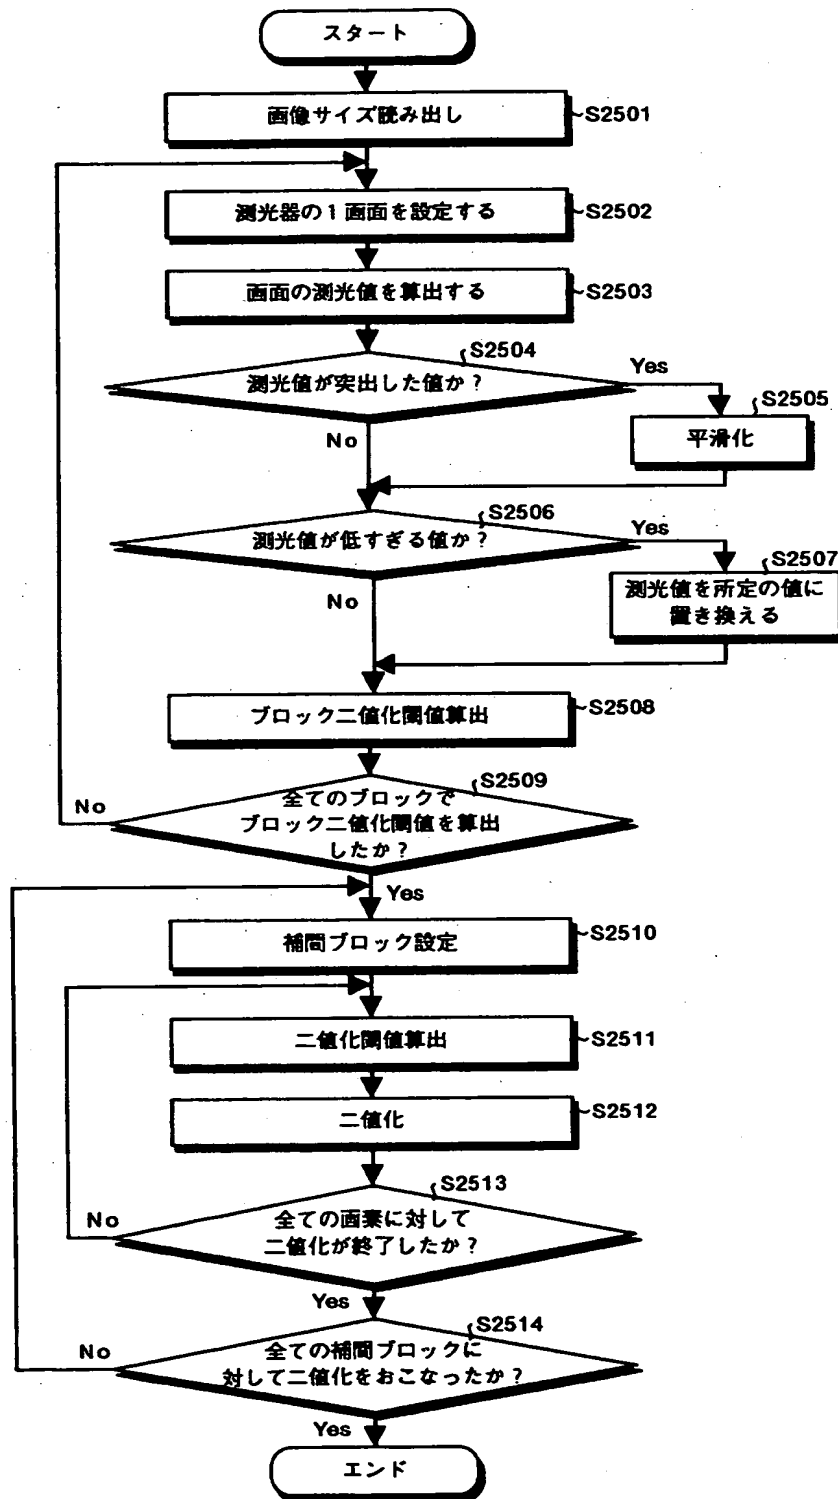 スタート
画像サイズ読み出し
S2501
測光器の1画面を設定する
S2502
画面の測光値を算出する
S2503
S2504
測光値が突出した値か?
Yes
No
S2505
平滑化
S2506
測光値が低すぎる値か?
Yes
No
S2507
測光値を所定の値に
置き換える
ブロック二値化閾値算出
S2508
S2509
全てのブロックで
ブロック二値化閾値を算出
したか?
No
Yes
補間ブロック設定
S2510
二値化閾値算出
S2511
二値化
S2512
S2513
全ての画素に対して
二値化が終了したか?
No
Yes
S2514
全ての補間ブロックに
対して二値化をおこなったか?
No
Yes
エンド